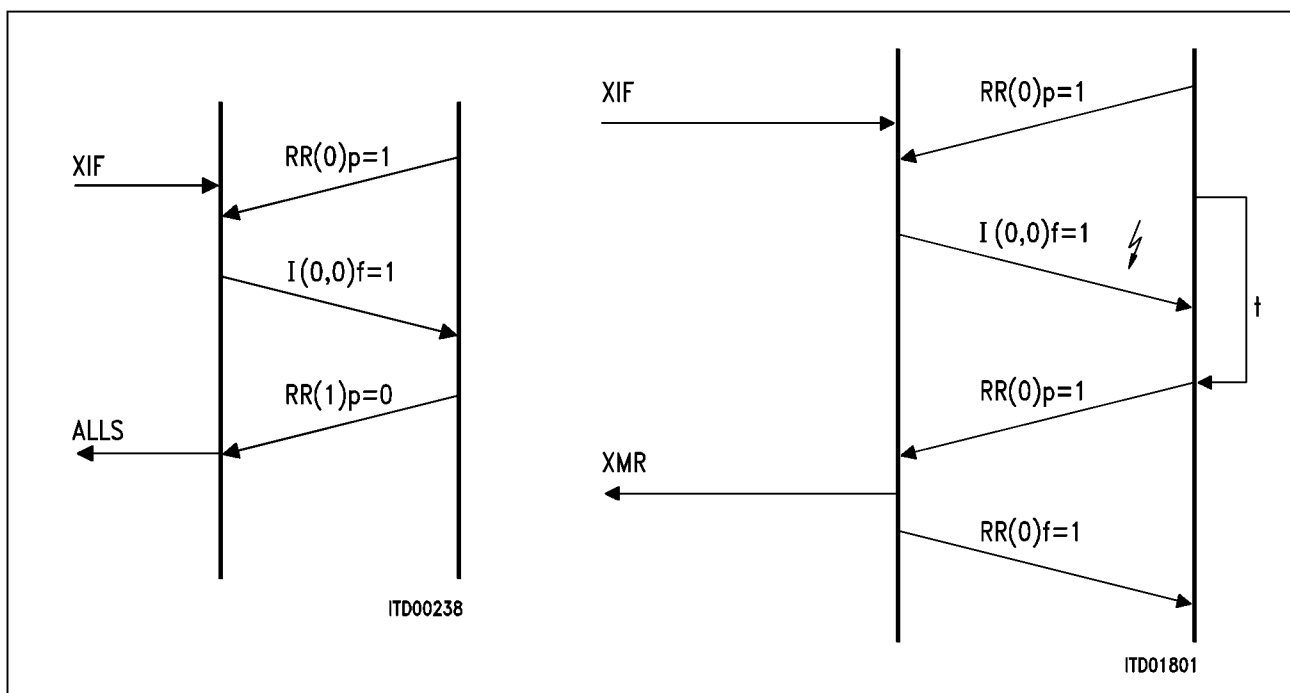 XIF
RR(0)p=1
I(0,0)f=1
RR(1)p=0
ALLS
ITD00238
XIF
RR(0)p=1
I(0,0)f=1
t
RR(0)p=1
XMR
RR(0)f=1
ITD01801